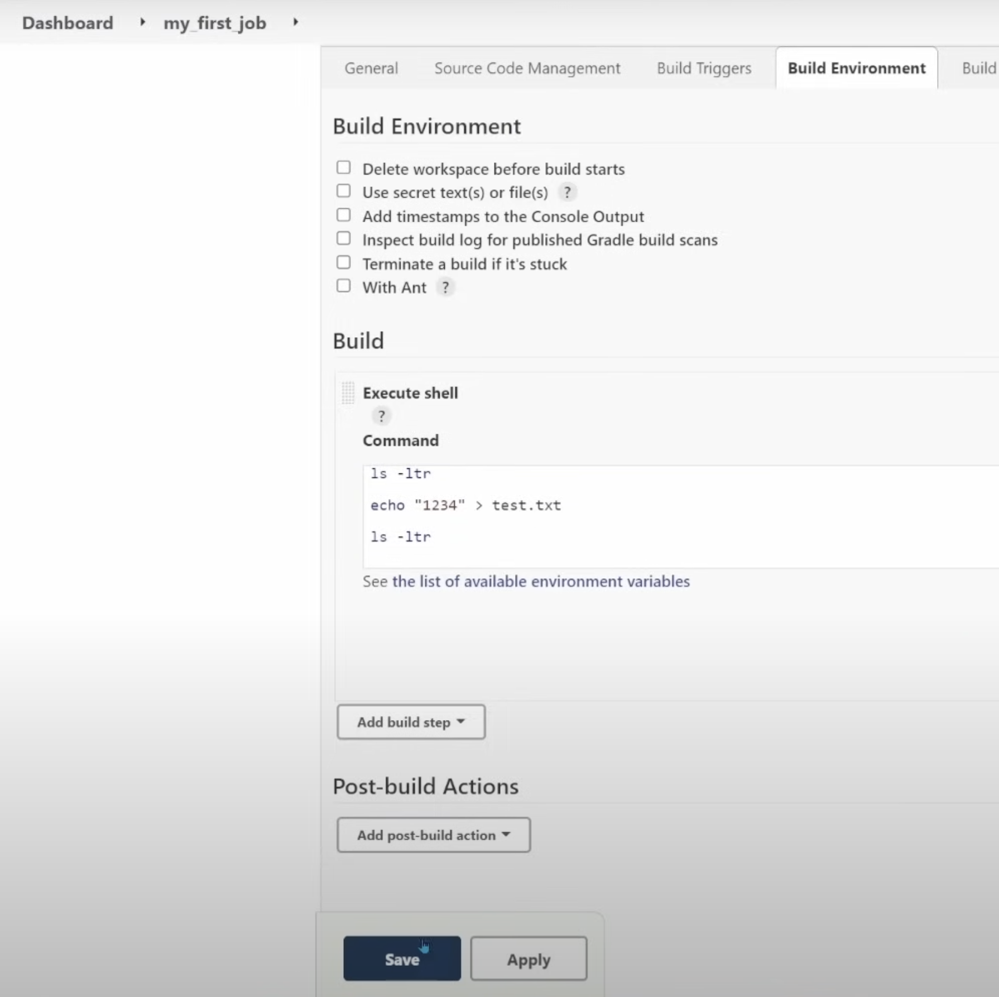 Dashboard
my_first_job
General Source Code Management Build Triggers Build Environment Build
Build Environment
Delete workspace before build starts
Use secret text(s) or file(s) ?
Add timestamps to the Console Output
Inspect build log for published Gradle build scans
Terminate a build if it's stuck
With Ant ?
Build
Execute shell
?
Command
ls -ltr
echo "1234" > test.txt
ls -ltr
See the list of available environment variables
Add build step
Post-build Actions
Add post-build action
Save Apply